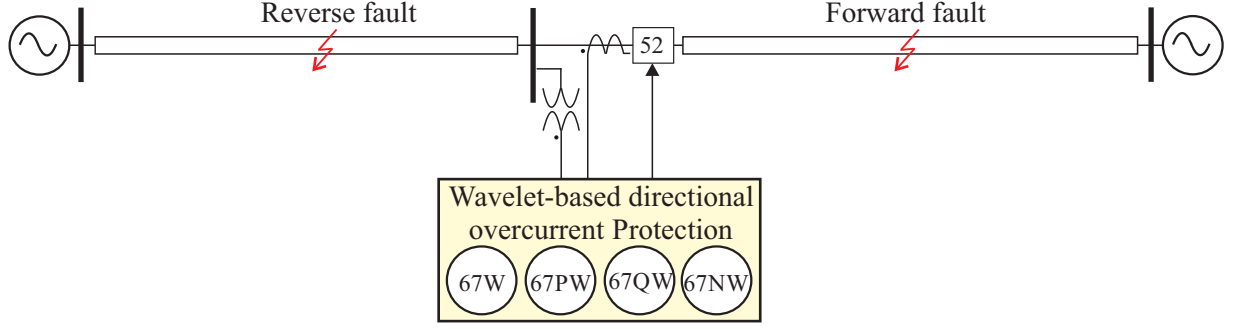 Reverse fault
Forward fault
52
Wavelet-based directional
overcurrent Protection
67W
67PW
67QW
67NW